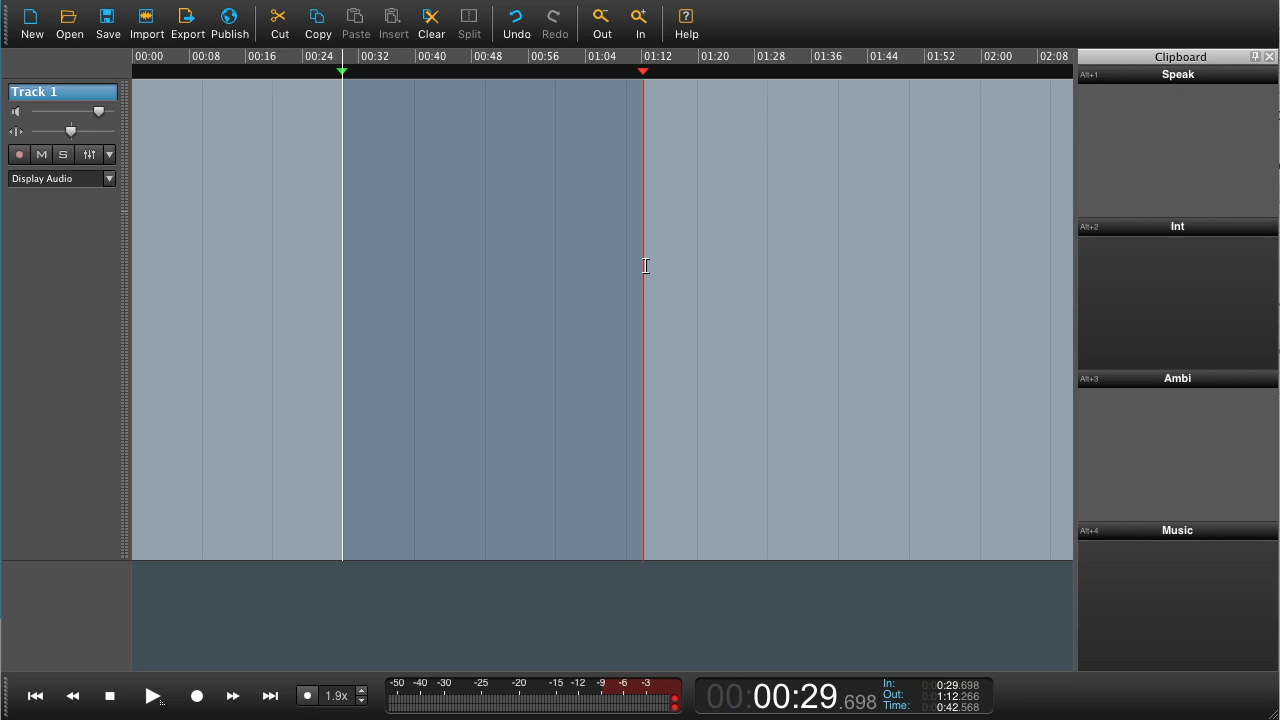 New Open Save Import Export Publish Cut Copy Paste Insert Clear Split Undo Redo Out In Help
00:00 00:08 00:16 00:24 00:32 00:40 00:48 00:56 01:04 01:12 01:20 01:28 01:36 01:44 01:52 02:00 02:08
Clipboard
Alt+1 Speak
Track 1
M S
Display Audio
Alt+2 Int
Alt+3 Ambi
Alt+4 Music
1.9x
-50 -40 -30 -25 -20 -15 -12 -9 -6 -3
00:00:29.698
In: 0:0:29.698
Out: 0:1:12.266
Time: 0:0:42.568